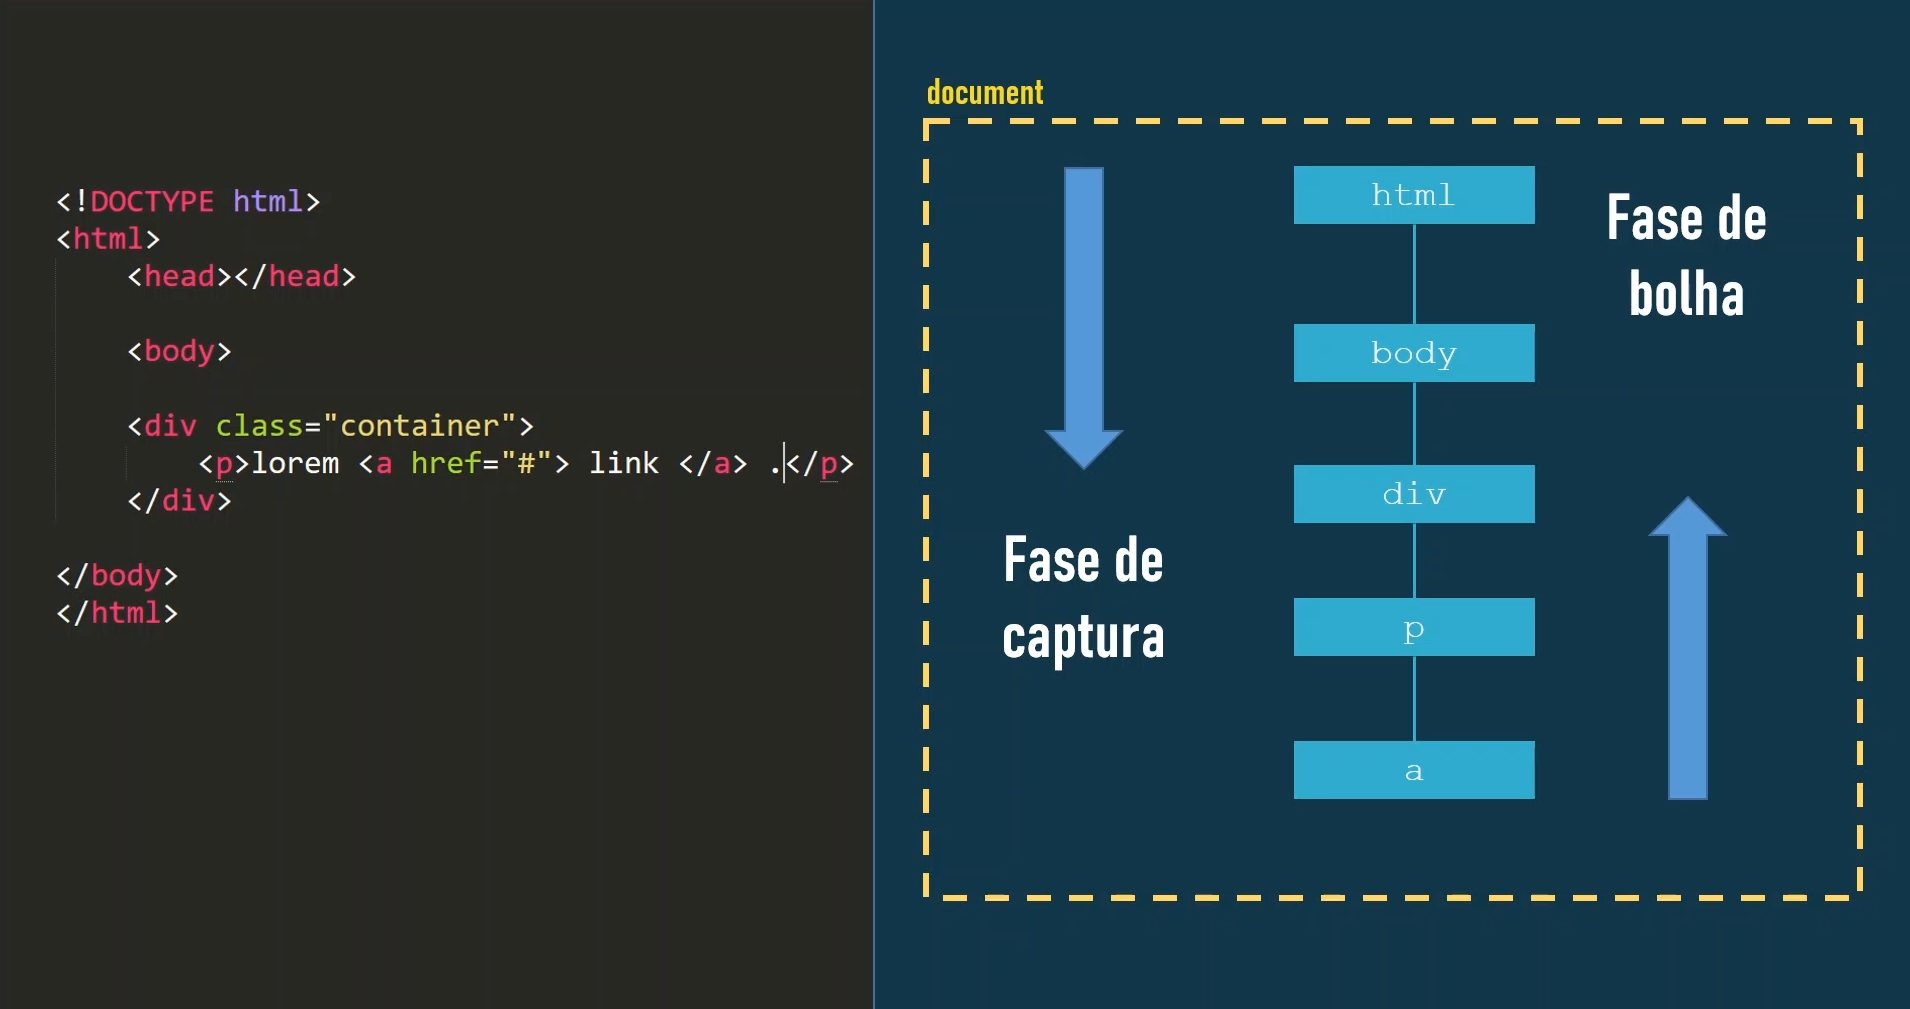 <!DOCTYPE html>
<html>
<head></head>
<body>
<div class="container">
<p>lorem <a href="#"> link </a> .</p>
</div>
</body>
</html>
document
html
body
div
p
a
Fase de
captura
Fase de
bolha